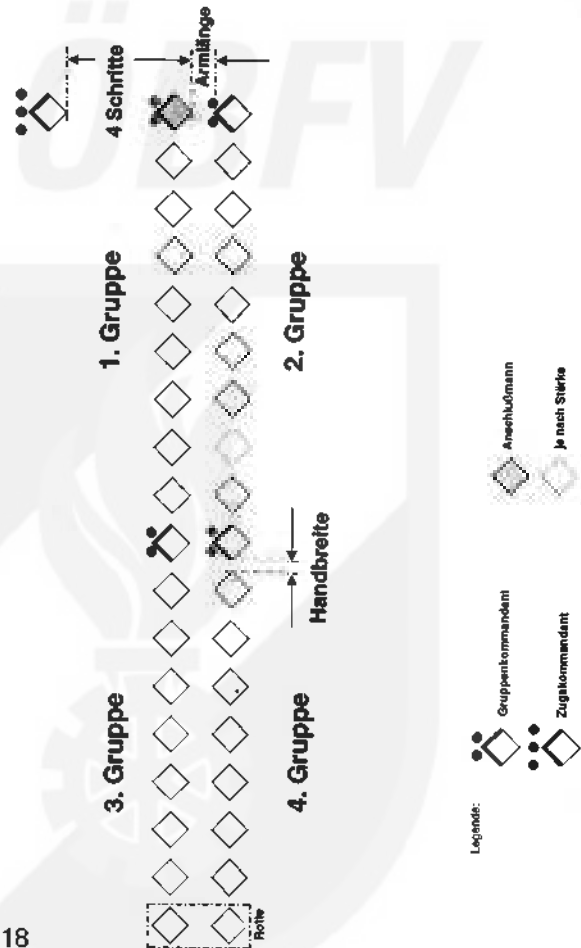 ÖBFV
4 Schritte
Armlänge
1. Gruppe
2. Gruppe
Handbreite
3. Gruppe
4. Gruppe
Rotte
Legende:
Gruppenkommandant
Zugskommandant
Anschlußmann
je nach Stärke
18